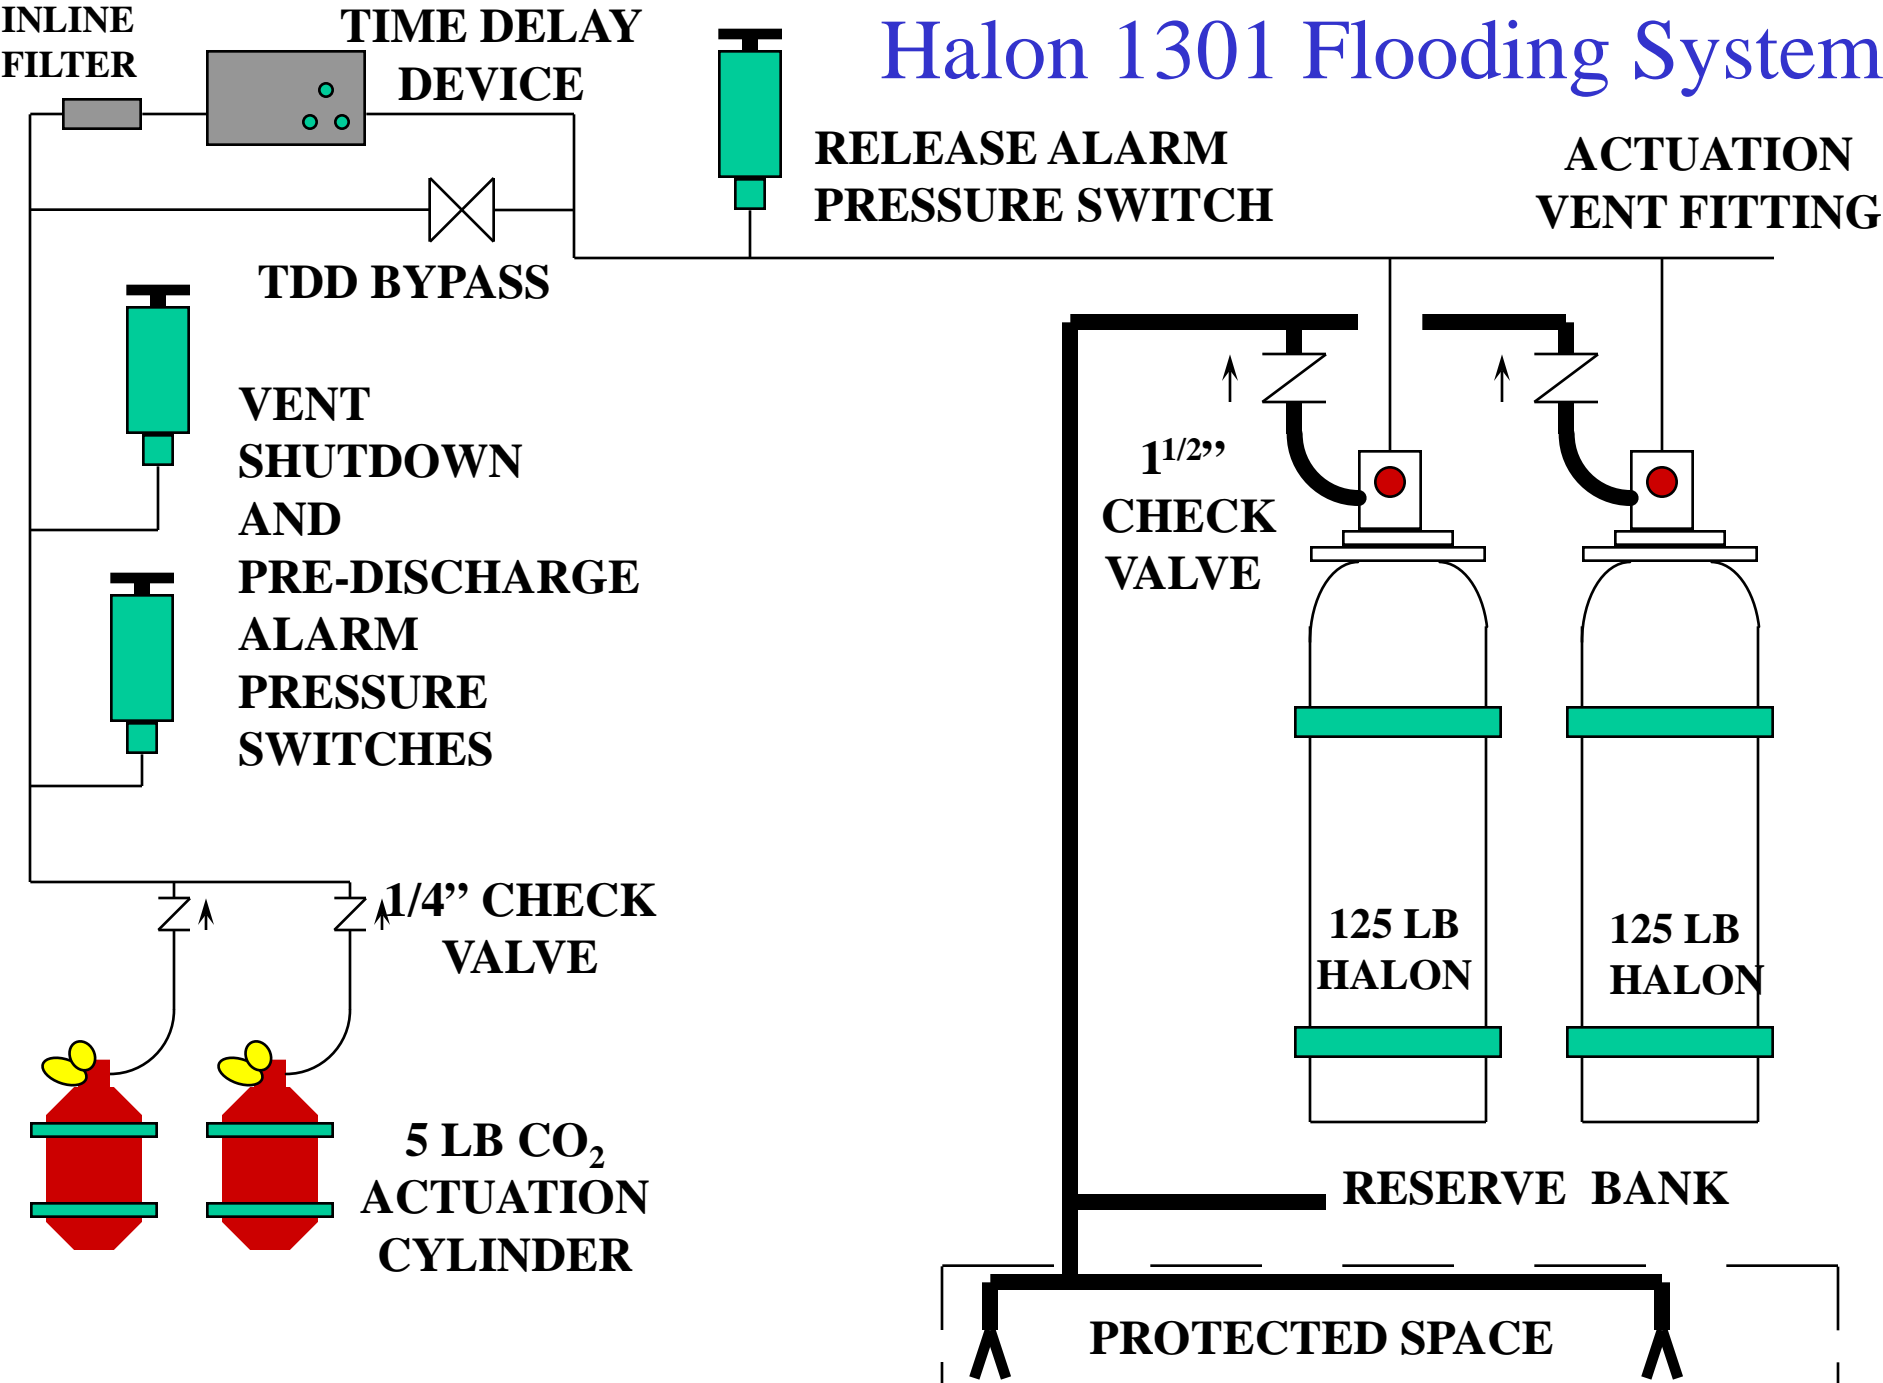 INLINE
FILTER
TIME DELAY
DEVICE
Halon 1301 Flooding System
RELEASE ALARM
PRESSURE SWITCH
ACTUATION
VENT FITTING
TDD BYPASS
VENT
SHUTDOWN
AND
PRE-DISCHARGE
ALARM
PRESSURE
SWITCHES
1¹/²”
CHECK
VALVE
1/4” CHECK
VALVE
125 LB
HALON
125 LB
HALON
5 LB CO₂
ACTUATION
CYLINDER
RESERVE BANK
PROTECTED SPACE